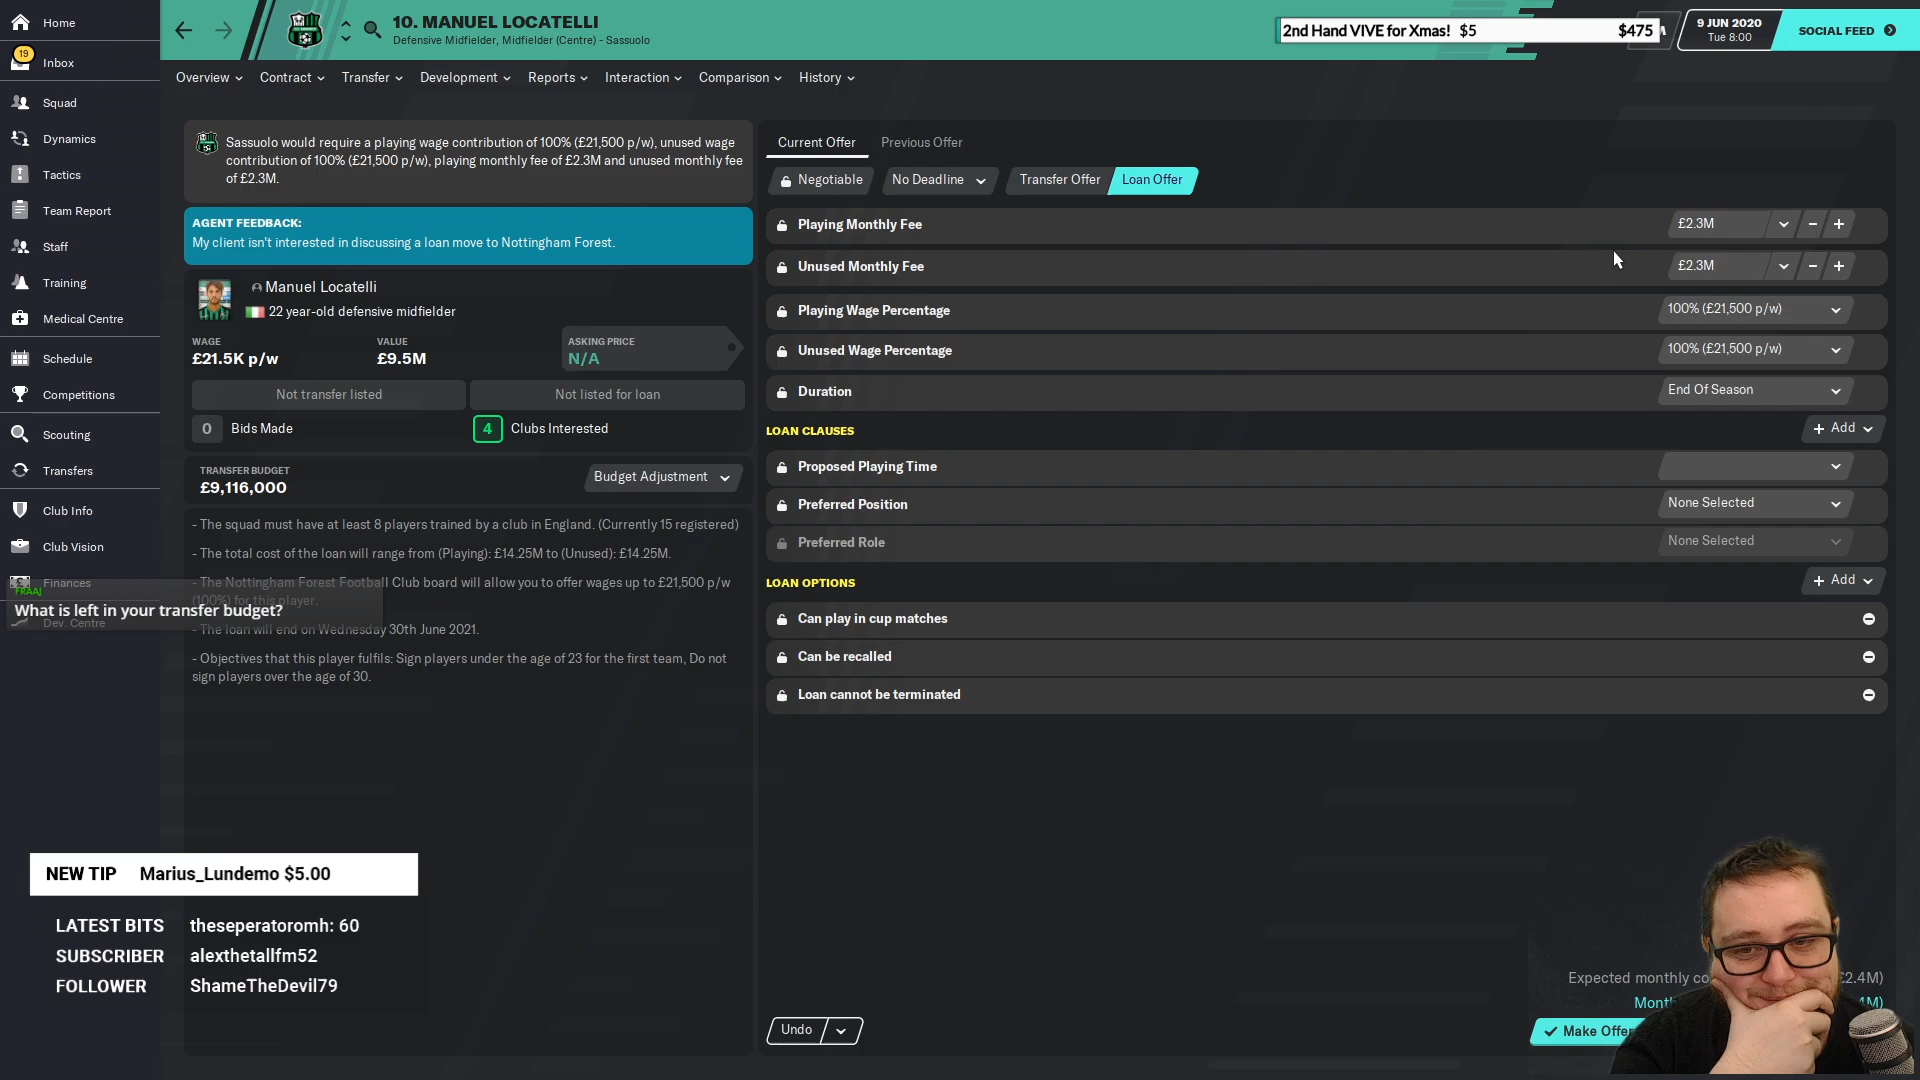 Home
19
Inbox
Squad
Dynamics
Tactics
Team Report
Staff
Training
Medical Centre
Schedule
Competitions
Scouting
Transfers
Club Info
Club Vision
Finances
Dev. Centre
10. MANUEL LOCATELLI
Defensive Midfielder, Midfielder (Centre) - Sassuolo
2nd Hand VIVE for Xmas! $5 $475
9 JUN 2020
Tue 8:00
SOCIAL FEED
Overview Contract Transfer Development Reports Interaction Comparison History
Sassuolo would require a playing wage contribution of 100% (£21,500 p/w), unused wage
contribution of 100% (£21,500 p/w), playing monthly fee of £2.3M and unused monthly fee
of £2.3M.
AGENT FEEDBACK:
My client isn't interested in discussing a loan move to Nottingham Forest.
Manuel Locatelli
22 year-old defensive midfielder
WAGE
£21.5K p/w
VALUE
£9.5M
ASKING PRICE
N/A
Not transfer listed
Not listed for loan
0 Bids Made
4 Clubs Interested
TRANSFER BUDGET
£9,116,000
Budget Adjustment
- The squad must have at least 8 players trained by a club in England. (Currently 15 registered)
- The total cost of the loan will range from (Playing): £14.25M to (Unused): £14.25M.
- The Nottingham Forest Football Club board will allow you to offer wages up to £21,500 p/w
(100%) for this player.
- The loan will end on Wednesday 30th June 2021.
- Objectives that this player fulfils: Sign players under the age of 23 for the first team, Do not
sign players over the age of 30.
FRAAJ
What is left in your transfer budget?
Current Offer Previous Offer
Negotiable No Deadline Transfer Offer Loan Offer
Playing Monthly Fee £2.3M
Unused Monthly Fee £2.3M
Playing Wage Percentage 100% (£21,500 p/w)
Unused Wage Percentage 100% (£21,500 p/w)
Duration End Of Season
LOAN CLAUSES + Add
Proposed Playing Time
Preferred Position None Selected
Preferred Role None Selected
LOAN OPTIONS + Add
Can play in cup matches
Can be recalled
Loan cannot be terminated
Expected monthly co £2.4M)
Month 4M)
Undo
Make Offer
NEW TIP Marius_Lundemo $5.00
LATEST BITS theseperatoromh: 60
SUBSCRIBER alexthetallfm52
FOLLOWER ShameTheDevil79